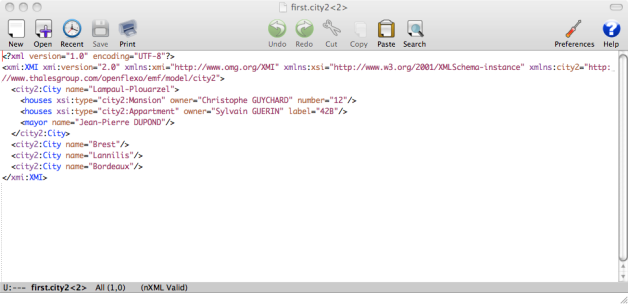 first.city2<2>
New Open Recent Save Print Undo Redo Cut Copy Paste Search Preferences Help
<?xml version="1.0" encoding="UTF-8"?>
<xmi:XMI xmi:version="2.0" xmlns:xmi="http://www.omg.org/XMI" xmlns:xsi="http://www.w3.org/2001/XMLSchema-instance" xmlns:city2="http:
//www.thalesgroup.com/openflexo/emf/model/city2">
  <city2:City name="Lampaul-Plouarzel">
    <houses xsi:type="city2:Mansion" owner="Christophe GUYCHARD" number="12"/>
    <houses xsi:type="city2:Appartment" owner="Sylvain GUERIN" label="42B"/>
    <mayor name="Jean-Pierre DUPOND"/>
  </city2:City>
  <city2:City name="Brest"/>
  <city2:City name="Lannilis"/>
  <city2:City name="Bordeaux"/>
</xmi:XMI>
U:--- first.city2<2> All (1,0) (nXML Valid)